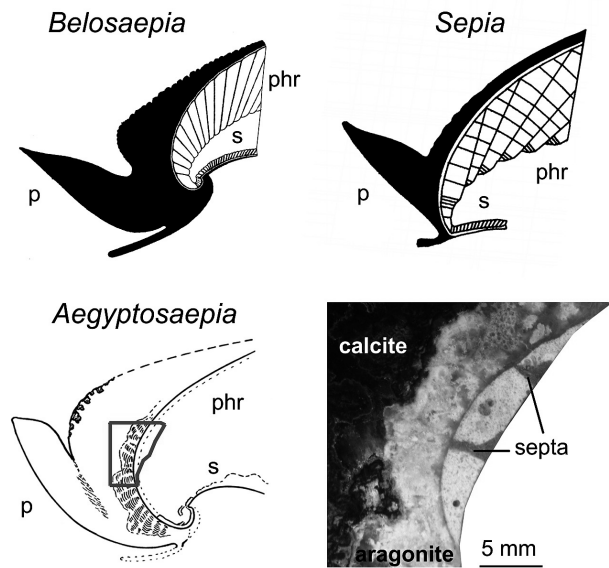 Belosaepia
Sepia
phr
s
p
phr
s
p
Aegyptosaepia
phr
s
p
calcite
septa
aragonite
5 mm